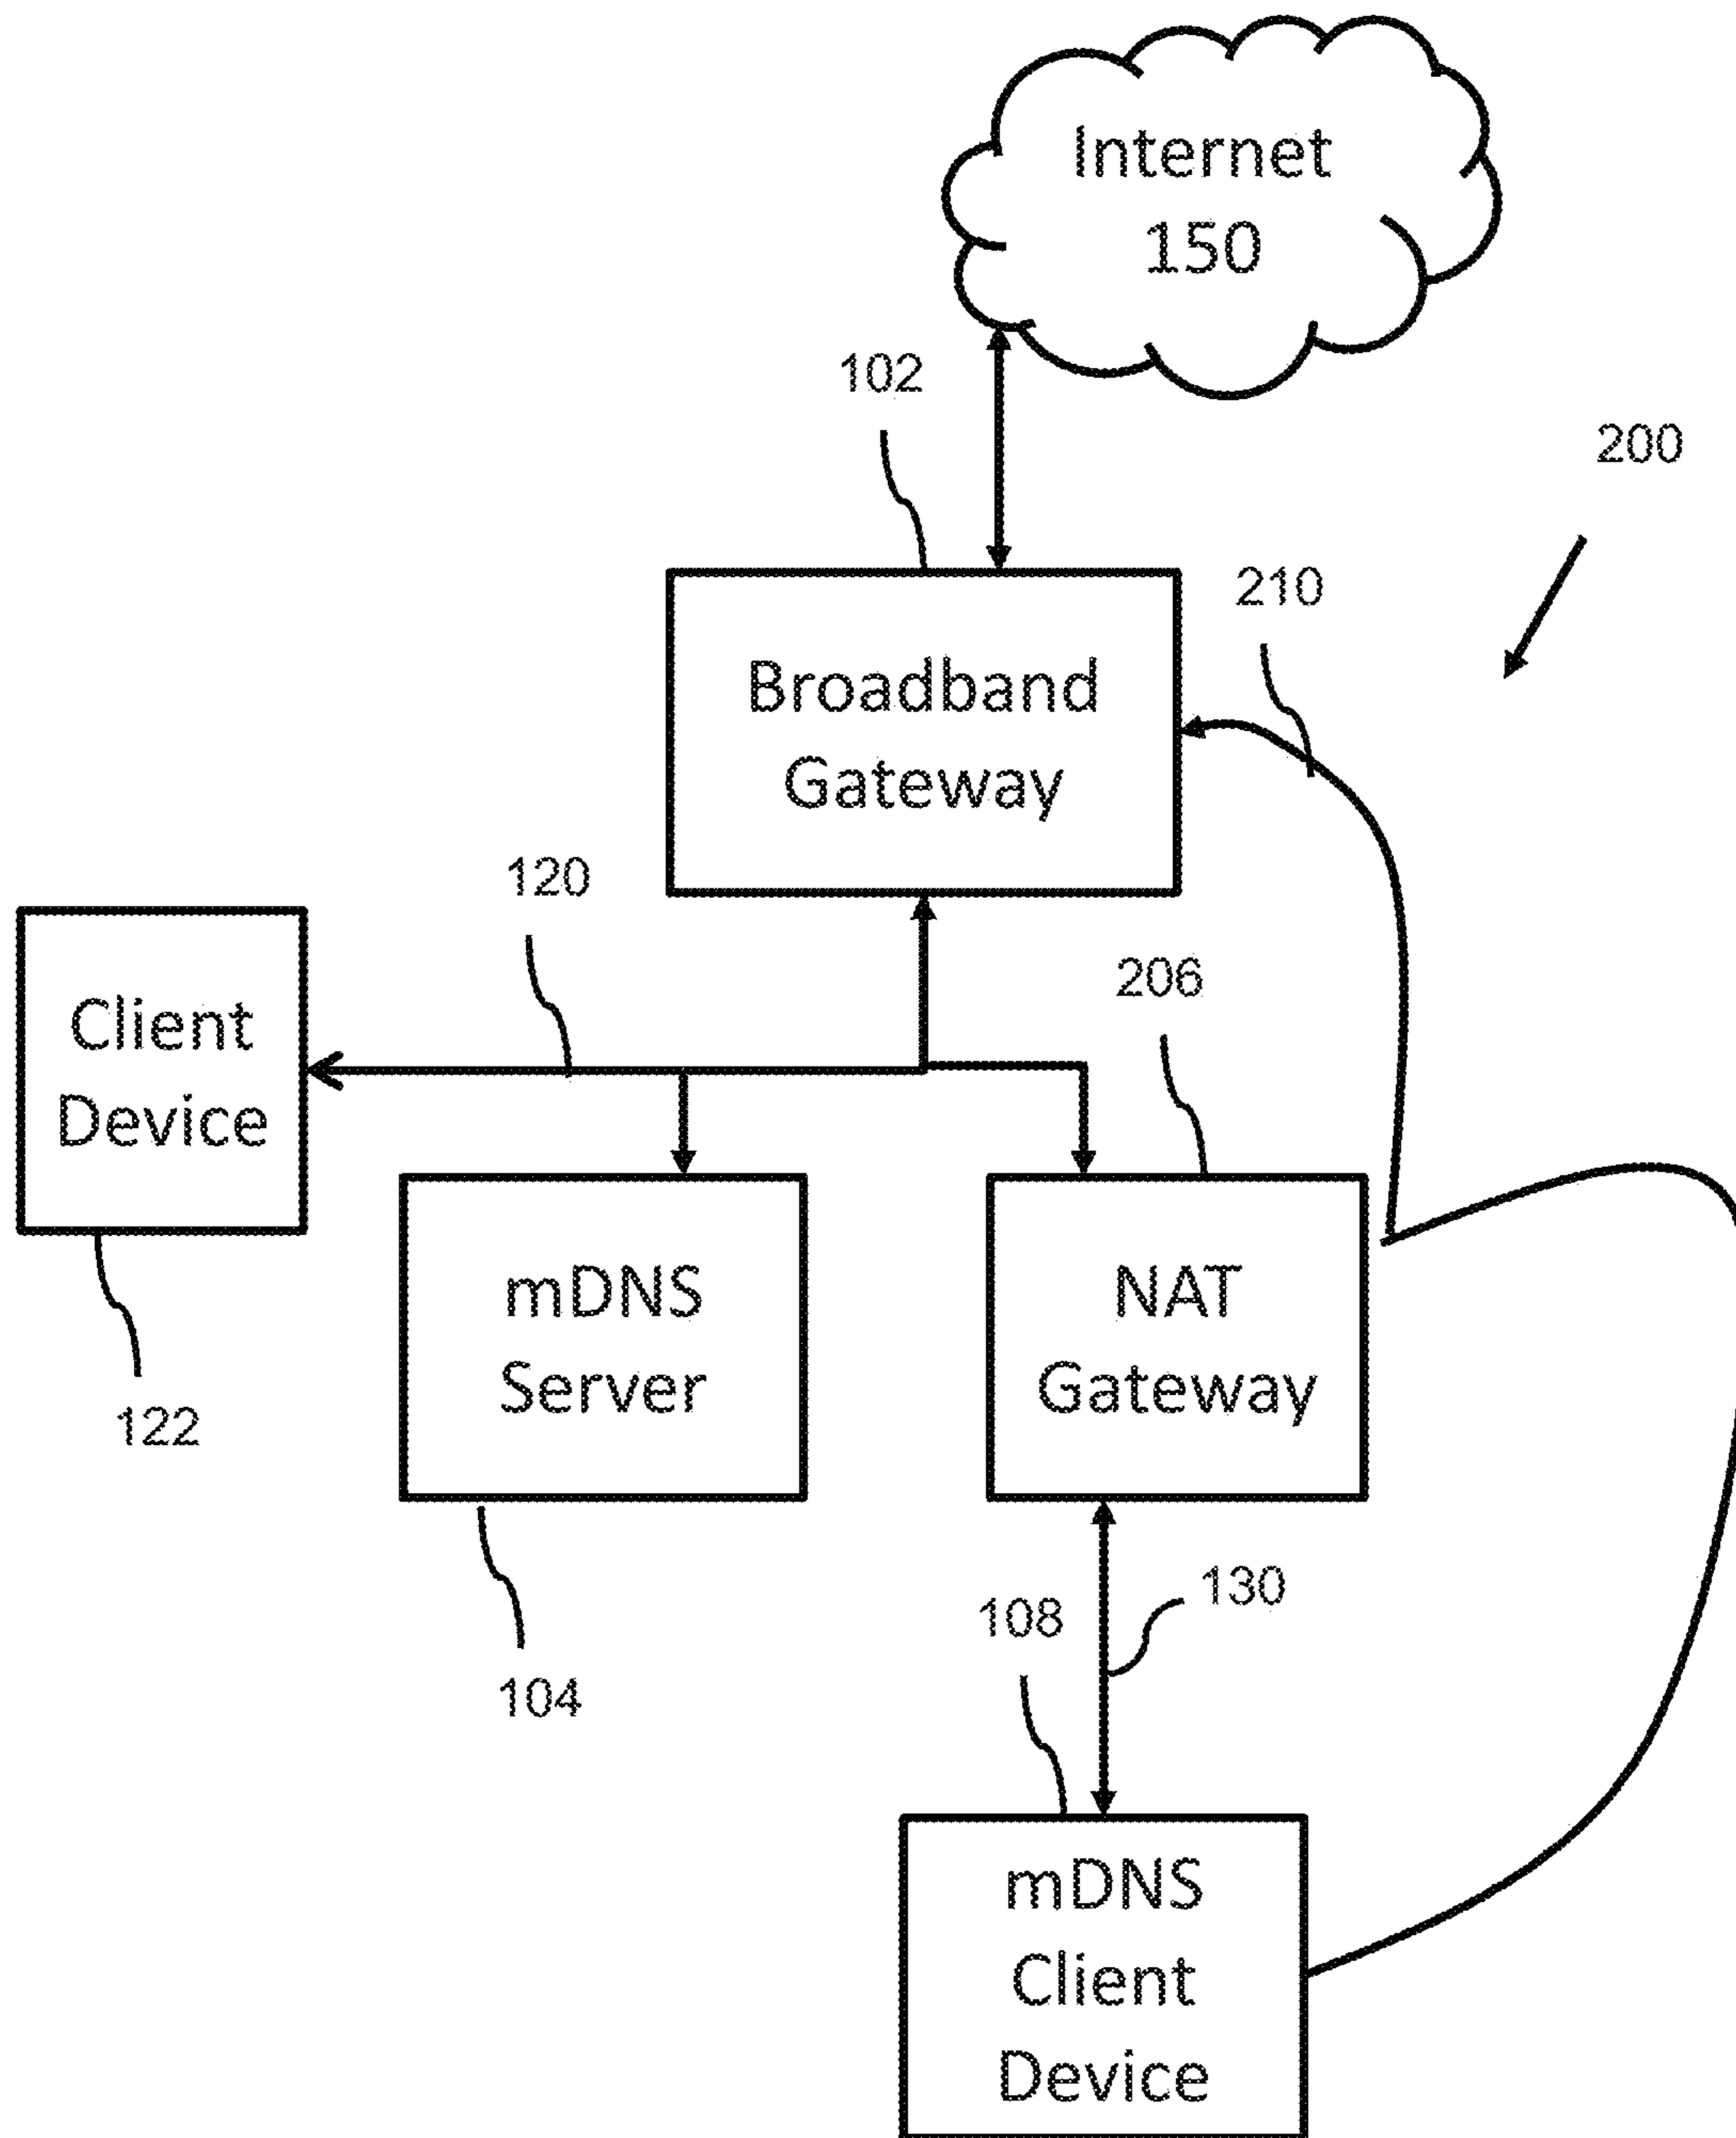 Internet
150
102
200
210
Broadband
Gateway
120
206
Client
Device
122
mDNS
Server
NAT
Gateway
104
108
130
mDNS
Client
Device